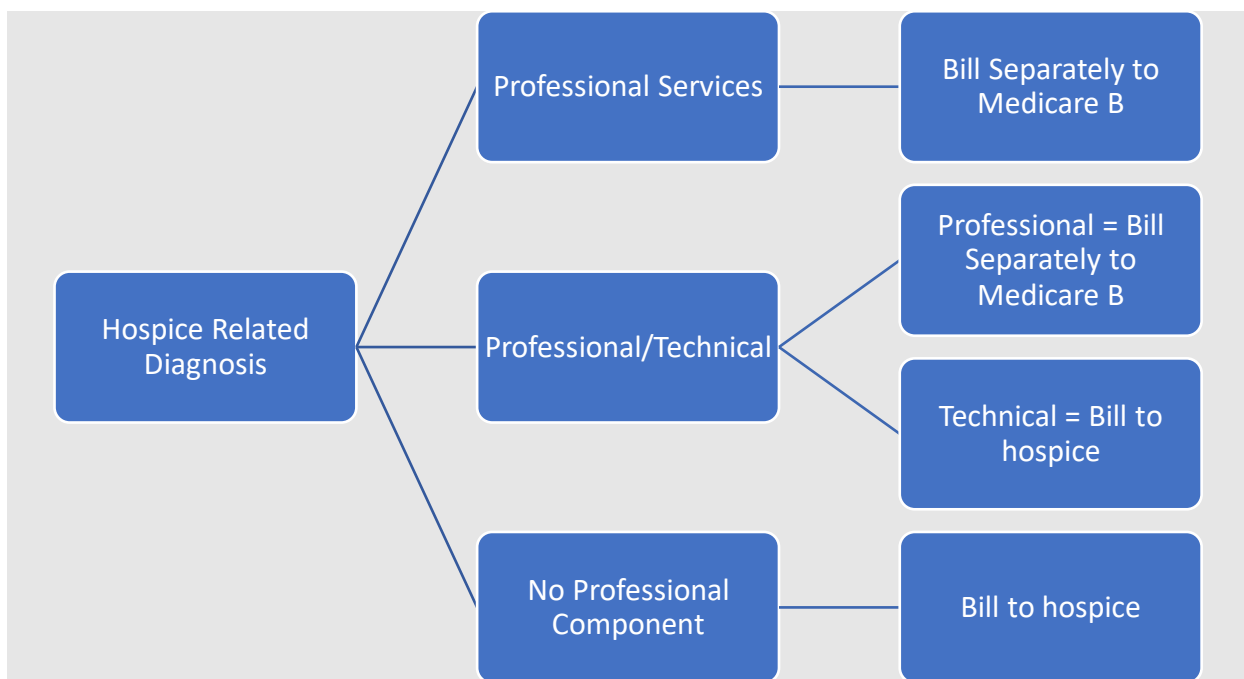 Professional Services
Bill Separately to
Medicare B
Hospice Related
Diagnosis
Professional/Technical
Professional = Bill
Separately to
Medicare B
Technical = Bill to
hospice
No Professional
Component
Bill to hospice